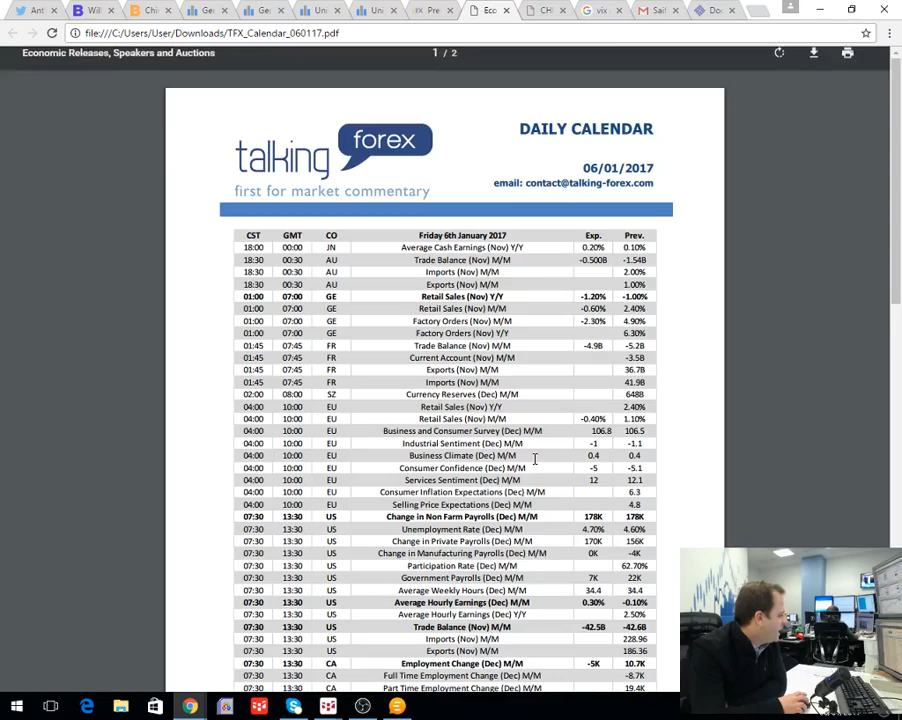 Ant
Will
Chi
Ge
Ge
Uni
Uni
Pre
Ecc
CHI
vix
Sait
Doc
file:///C:/Users/User/Downloads/TFX_Calendar_060117.pdf
Economic Releases, Speakers and Auctions 1 / 2
talking forex
first for market commentary
DAILY CALENDAR
06/01/2017
email: contact@talking-forex.com
CST GMT CO Friday 6th January 2017 Exp. Prev.
18:00 00:00 JN Average Cash Earnings (Nov) Y/Y 0.20% 0.10%
18:30 00:30 AU Trade Balance (Nov) M/M -0.500B -1.54B
18:30 00:30 AU Imports (Nov) M/M 2.00%
18:30 00:30 AU Exports (Nov) M/M 1.00%
01:00 07:00 GE Retail Sales (Nov) Y/Y -1.20% -1.00%
01:00 07:00 GE Retail Sales (Nov) M/M -0.60% 2.40%
01:00 07:00 GE Factory Orders (Nov) M/M -2.30% 4.90%
01:00 07:00 GE Factory Orders (Nov) Y/Y 6.30%
01:45 07:45 FR Trade Balance (Nov) M/M -4.9B -5.2B
01:45 07:45 FR Current Account (Nov) M/M -3.5B
01:45 07:45 FR Exports (Nov) M/M 36.7B
01:45 07:45 FR Imports (Nov) M/M 41.9B
02:00 08:00 SZ Currency Reserves (Dec) M/M 648B
04:00 10:00 EU Retail Sales (Nov) Y/Y 2.40%
04:00 10:00 EU Retail Sales (Nov) M/M -0.40% 1.10%
04:00 10:00 EU Business and Consumer Survey (Dec) M/M 106.8 106.5
04:00 10:00 EU Industrial Sentiment (Dec) M/M -1 -1.1
04:00 10:00 EU Business Climate (Dec) M/M 0.4 0.4
04:00 10:00 EU Consumer Confidence (Dec) M/M -5 -5.1
04:00 10:00 EU Services Sentiment (Dec) M/M 12 12.1
04:00 10:00 EU Consumer Inflation Expectations (Dec) M/M 6.3
04:00 10:00 EU Selling Price Expectations (Dec) M/M 4.8
07:30 13:30 US Change in Non Farm Payrolls (Dec) M/M 178K 178K
07:30 13:30 US Unemployment Rate (Dec) M/M 4.70% 4.60%
07:30 13:30 US Change in Private Payrolls (Dec) M/M 170K 156K
07:30 13:30 US Change in Manufacturing Payrolls (Dec) M/M 0K -4K
07:30 13:30 US Participation Rate (Dec) M/M 62.70%
07:30 13:30 US Government Payrolls (Dec) M/M 7K 22K
07:30 13:30 US Average Weekly Hours (Dec) M/M 34.4 34.4
07:30 13:30 US Average Hourly Earnings (Dec) M/M 0.30% -0.10%
07:30 13:30 US Average Hourly Earnings (Dec) Y/Y 2.50%
07:30 13:30 US Trade Balance (Nov) M/M -42.5B -42.6B
07:30 13:30 US Imports (Nov) M/M 228.96
07:30 13:30 US Exports (Nov) M/M 186.36
07:30 13:30 CA Employment Change (Dec) M/M -5K 10.7K
07:30 13:30 CA Full Time Employment Change (Dec) M/M -8.7K
07:30 13:30 CA Part Time Employment Change (Dec) M/M 19.4K